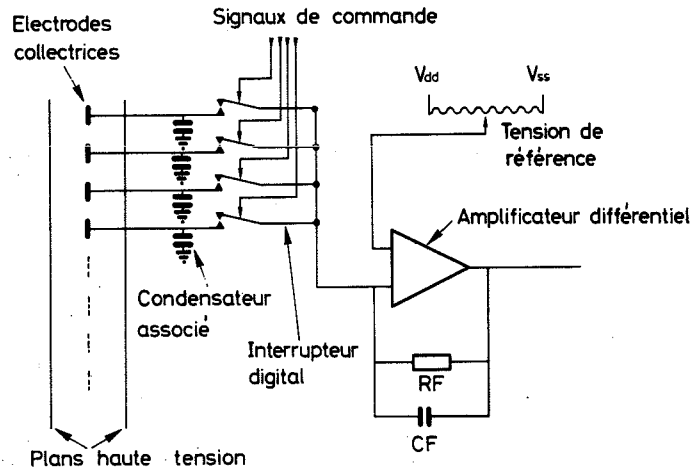 Signaux de commande
Electrodes
collectrices
Vdd
Vss
Tension de
référence
Amplificateur différentiel
Condensateur
associé
Interrupteur
digital
RF
CF
Plans haute tension